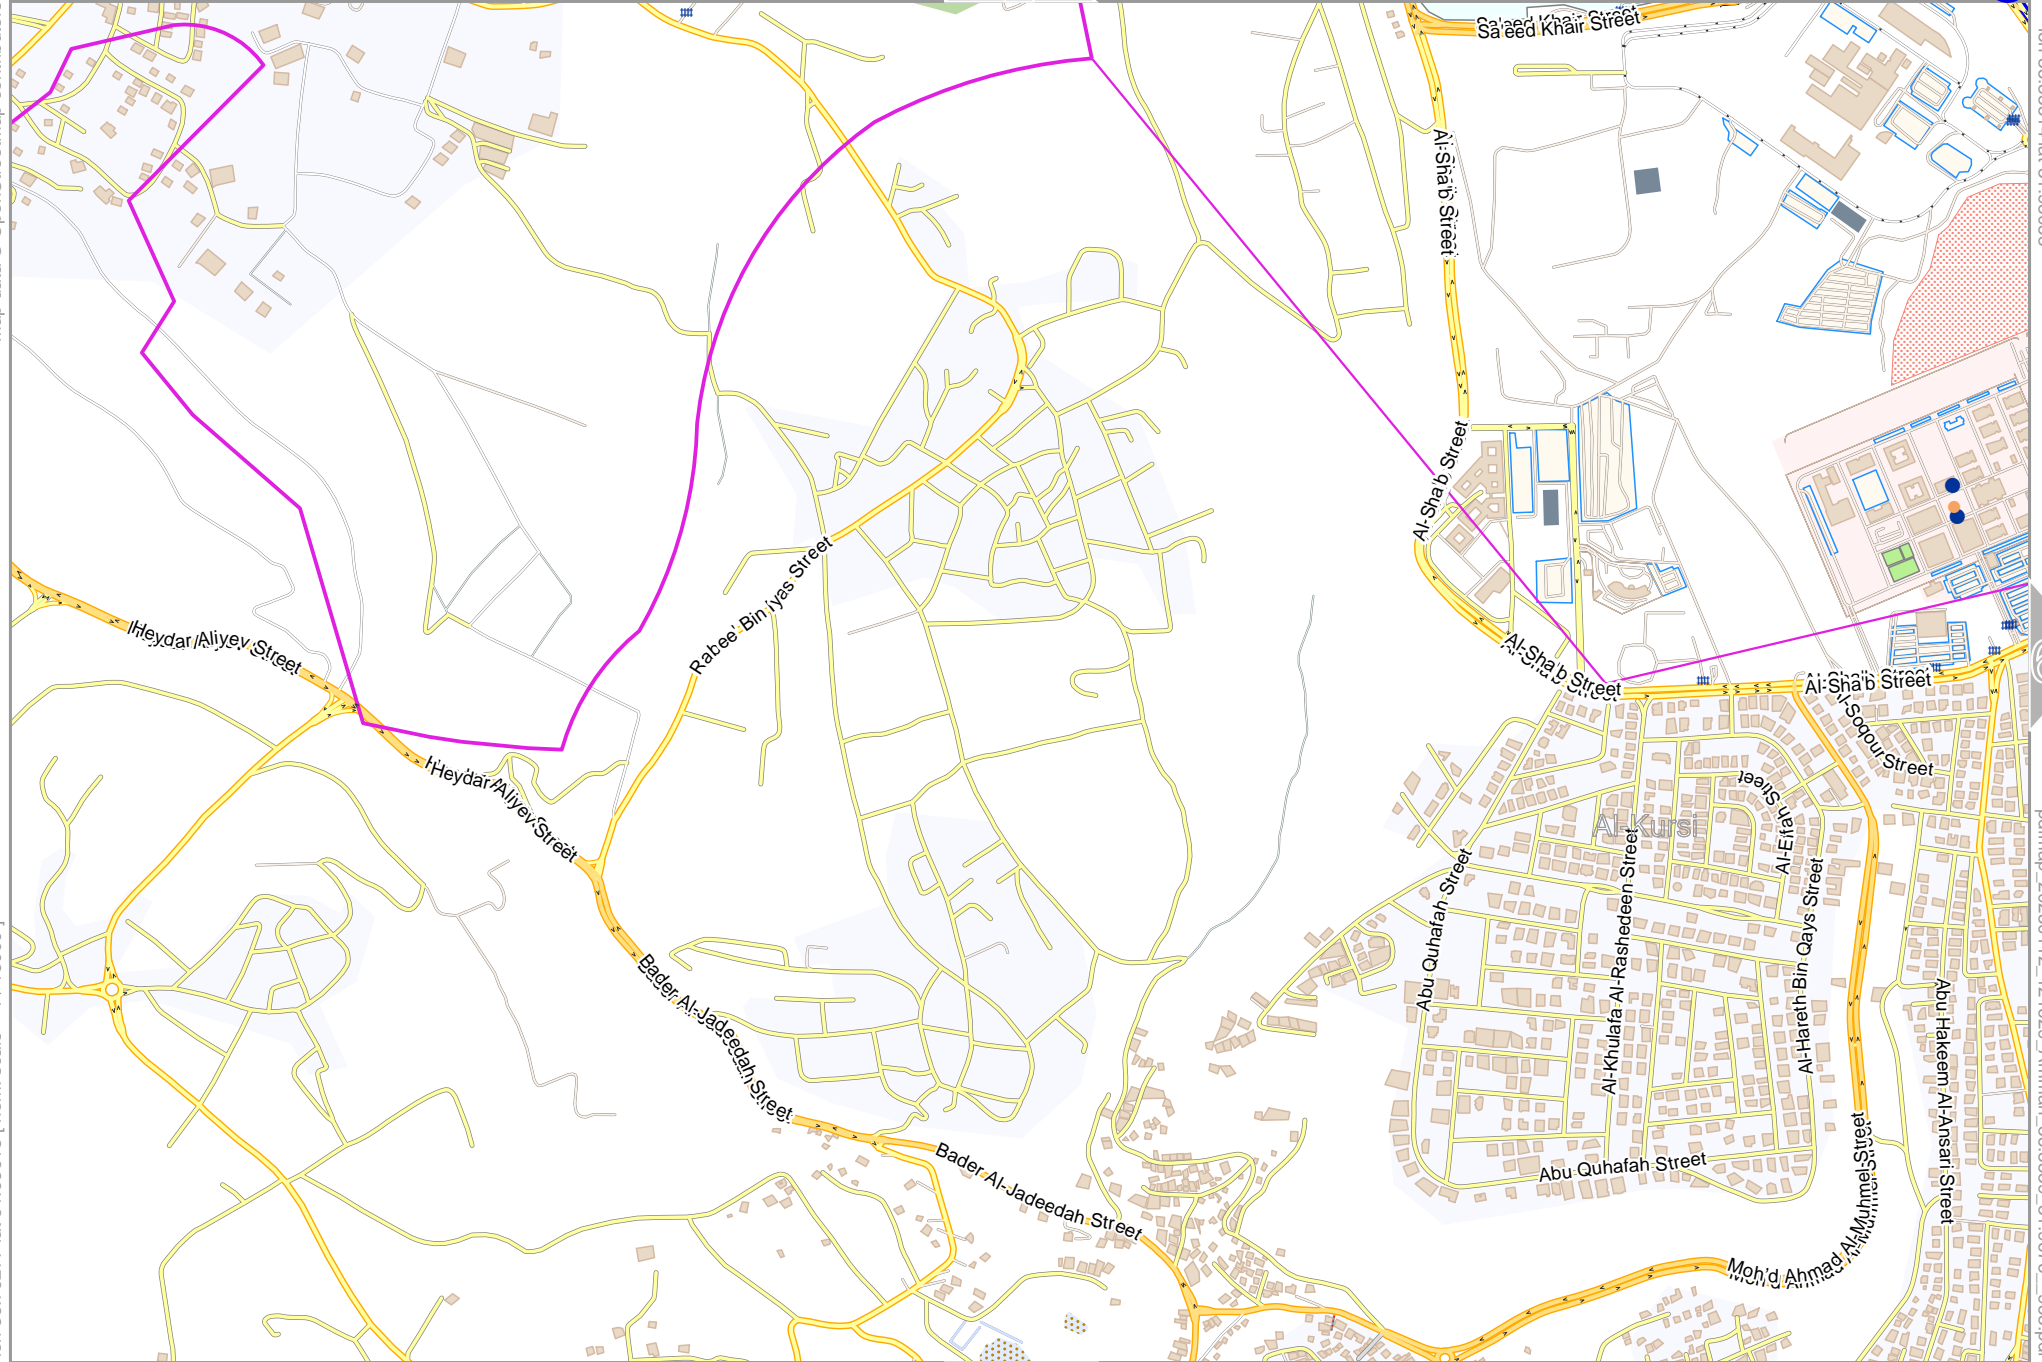 Sa'eed Khair Street
Al-Sha'b Street
Al-Sha'b Street
Rabee' Bin Iyas Street
Heydar Aliyev Street
Al-Sha'b Street
Al-Sha'b Street
Al-Soqour Street
Heydar Aliyev Street
Al-Eifah Street
Al-Kursi
Abu Quhafah Street
Al-Khulafa Al-Rashedeen Street
Al-Hareth Bin Qays Street
Bader Al-Jadeedah Street
Abu Hakeem Al-Ansari Street
Bader Al-Jadeedah Street
Abu Quhafah Street
Moh'd Ahmad Al-Muhmel Street